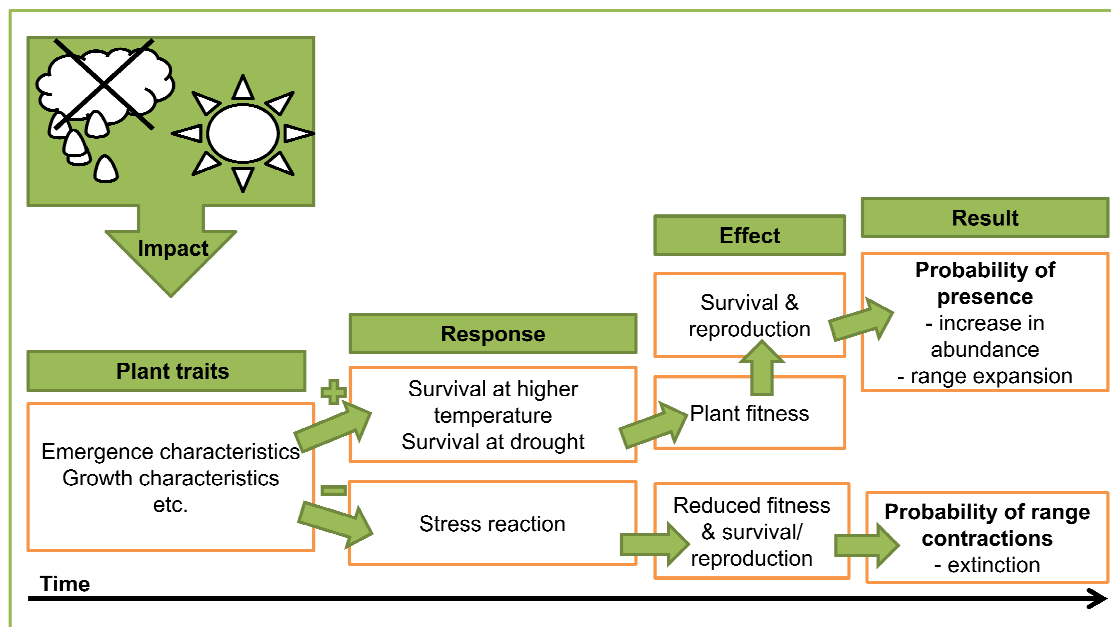 Impact
Plant traits
Emergence characteristics
Growth characteristics
etc.
+
Response
Survival at higher
temperature
Survival at drought
−
Stress reaction
Effect
Survival &
reproduction
Plant fitness
Reduced fitness
& survival/
reproduction
Result
Probability of
presence
- increase in
abundance
- range expansion
Probability of range
contractions
- extinction
Time